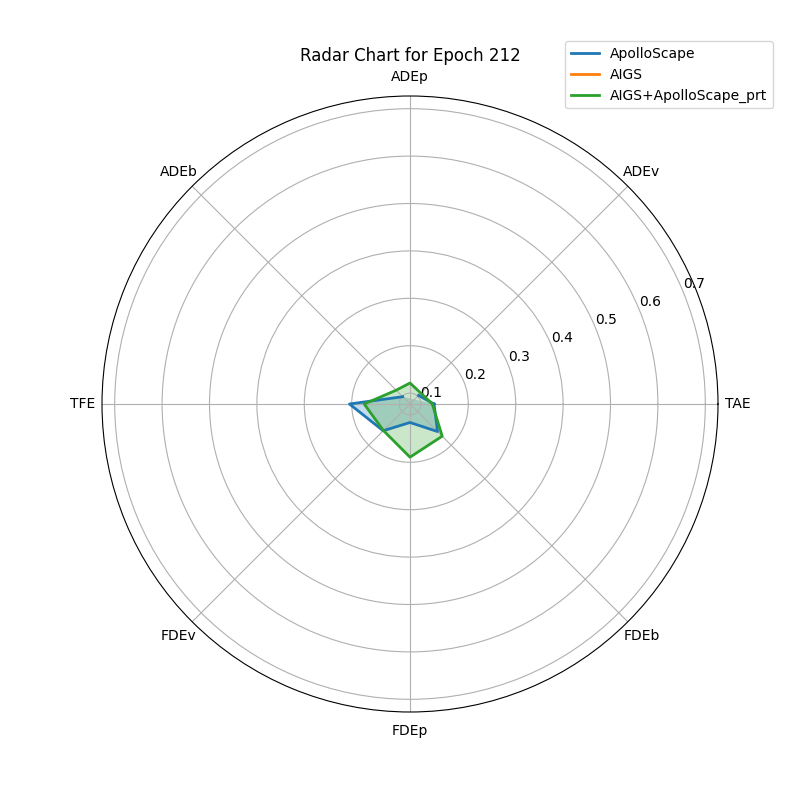 Radar Chart for Epoch 212
ApolloScape
AIGS
AIGS+ApolloScape_prt
ADEp
ADEb
ADEv
0.7
0.6
0.5
0.4
0.3
0.2
0.1
TFE
TAE
FDEv
FDEb
FDEp